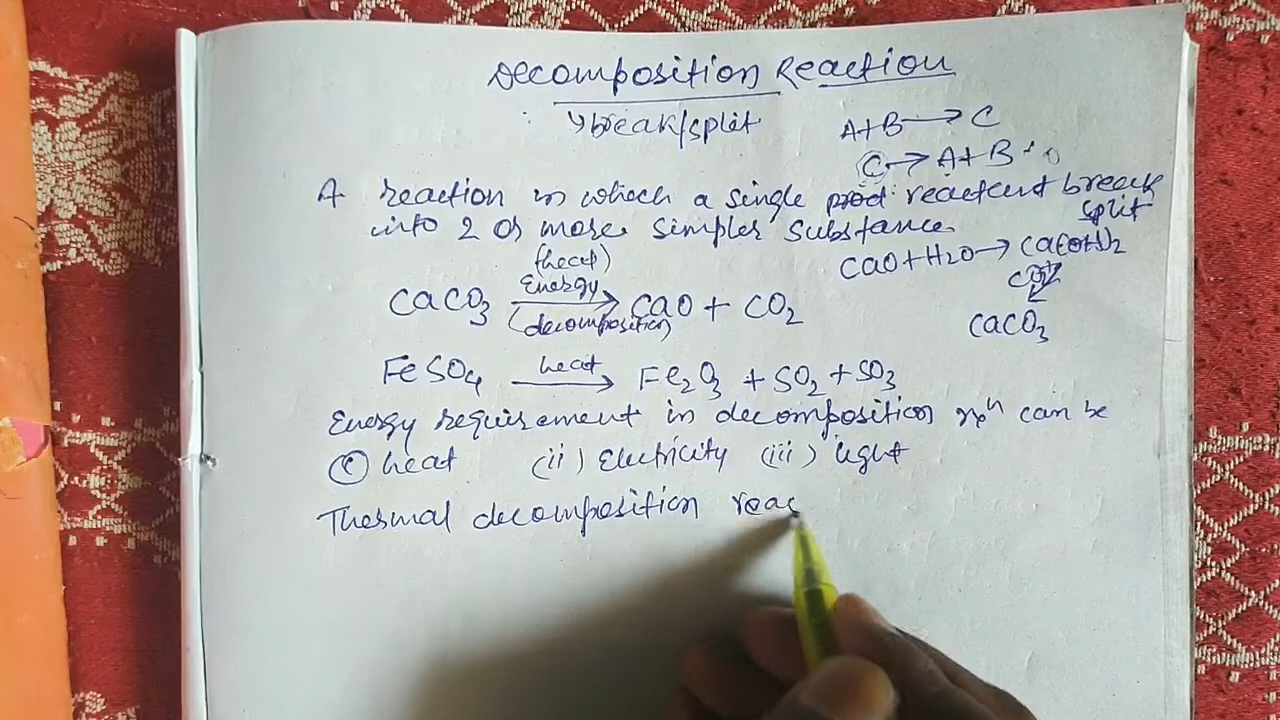 Decomposition Reaction
↳break/split
A+B → C
C → A+B
A reaction in which a single prod reactent break
split
into 2 or more simpler substance
(heat)
CaO+H2O → Ca(OH)2
CaCO3 Energy → CaO + CO2
(decomposition)
CO2
CaCO3
FeSO4 heat → Fe2O3 + SO2 + SO3
Energy requirement in decomposition rxn can be
(i) heat (ii) Electricity (iii) light
Thermal decomposition reac